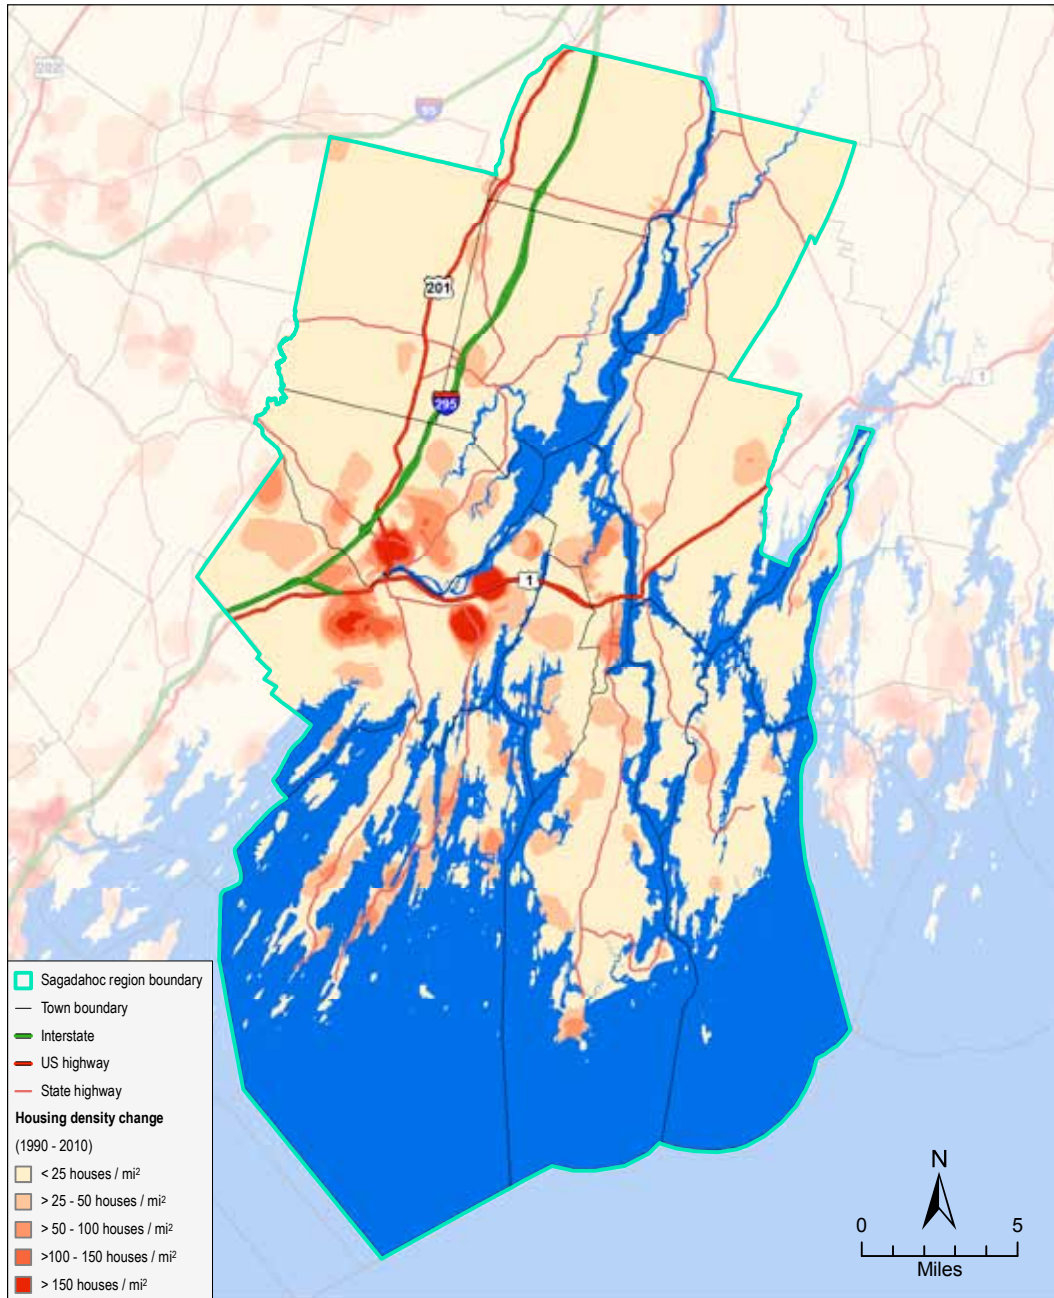 202
95
201
295
1
1
Sagadahoc region boundary
Town boundary
Interstate
US highway
State highway
Housing density change
(1990 - 2010)
< 25 houses / mi²
> 25 - 50 houses / mi²
> 50 - 100 houses / mi²
>100 - 150 houses / mi²
> 150 houses / mi²
N
0 5
Miles